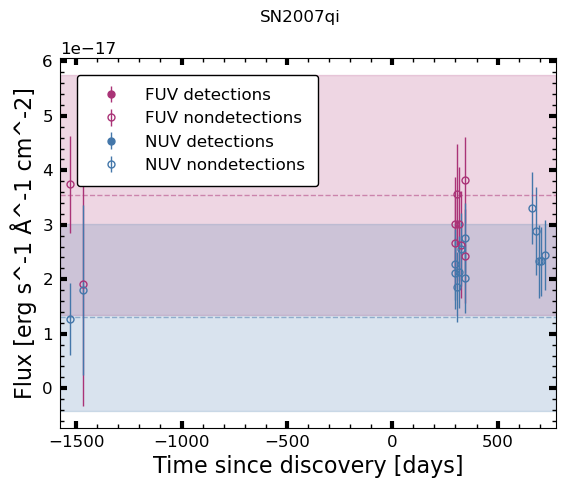 SN2007qi
1e−17
6
5
4
3
2
1
0
Flux [erg s^-1 Å^-1 cm^-2]
FUV detections
FUV nondetections
NUV detections
NUV nondetections
−1500
−1000
−500
0
500
Time since discovery [days]